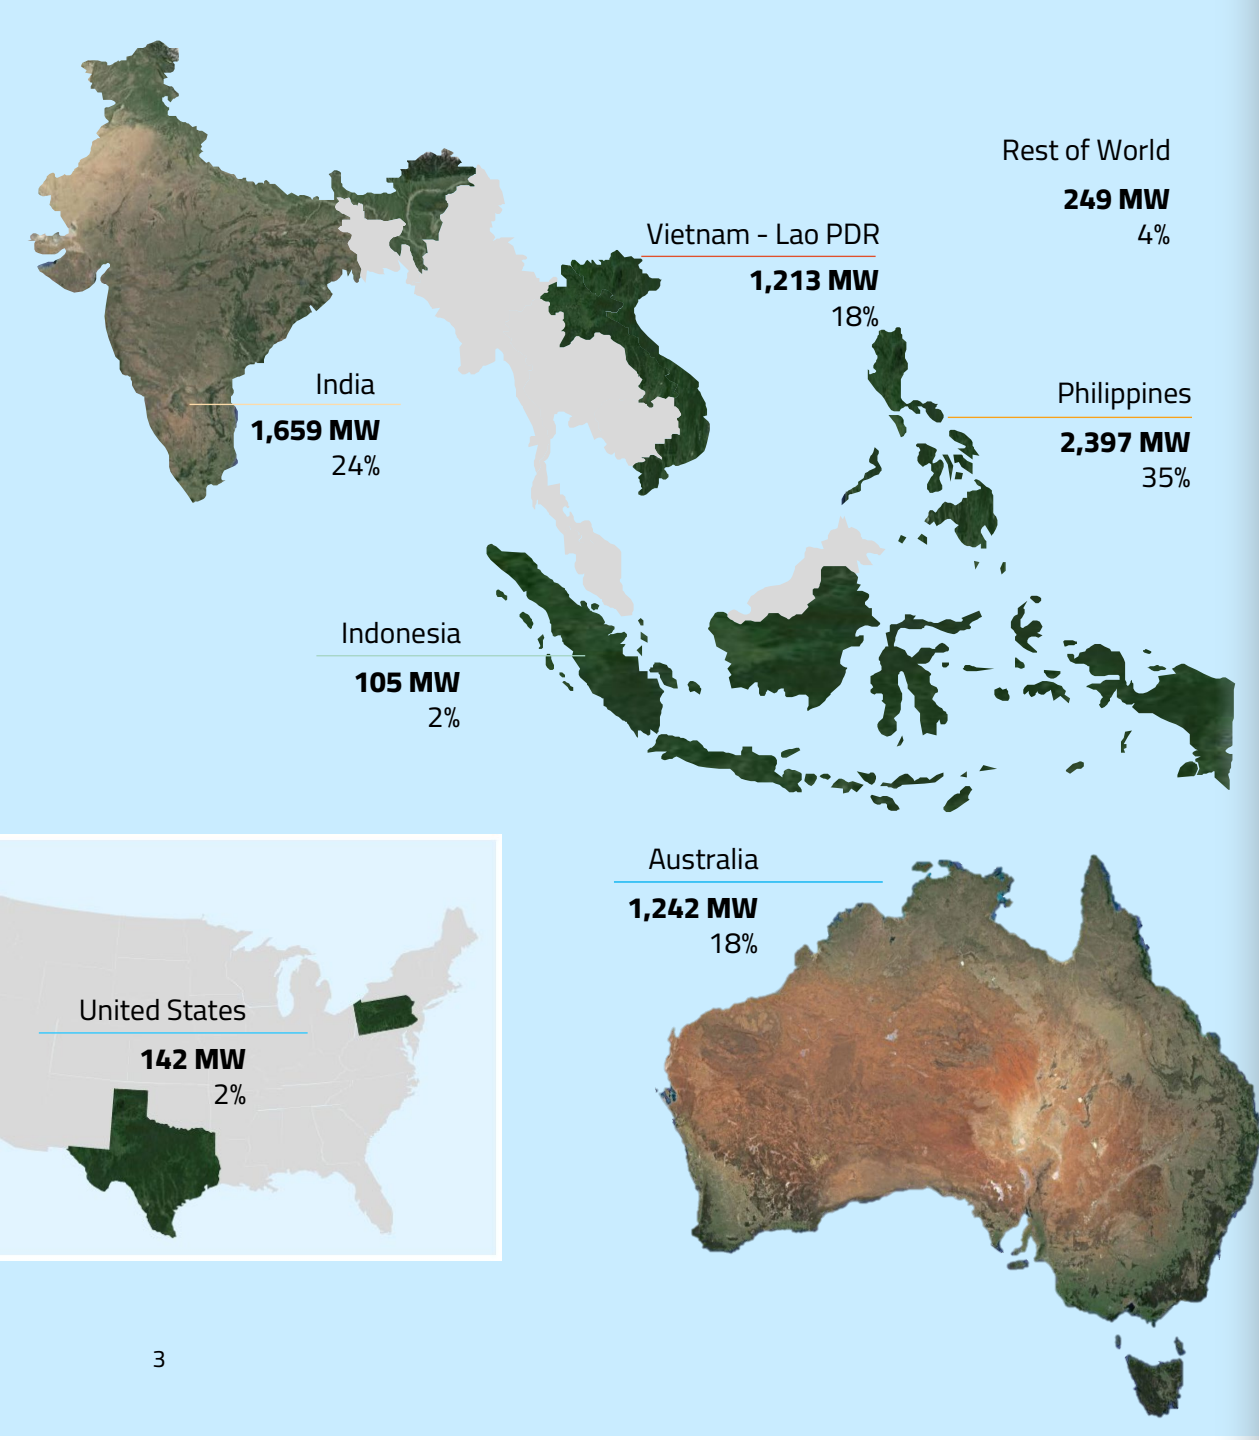 Rest of World
249 MW
4%
Vietnam - Lao PDR
1,213 MW
18%
India
1,659 MW
24%
Philippines
2,397 MW
35%
Indonesia
105 MW
2%
Australia
1,242 MW
18%
United States
142 MW
2%
3